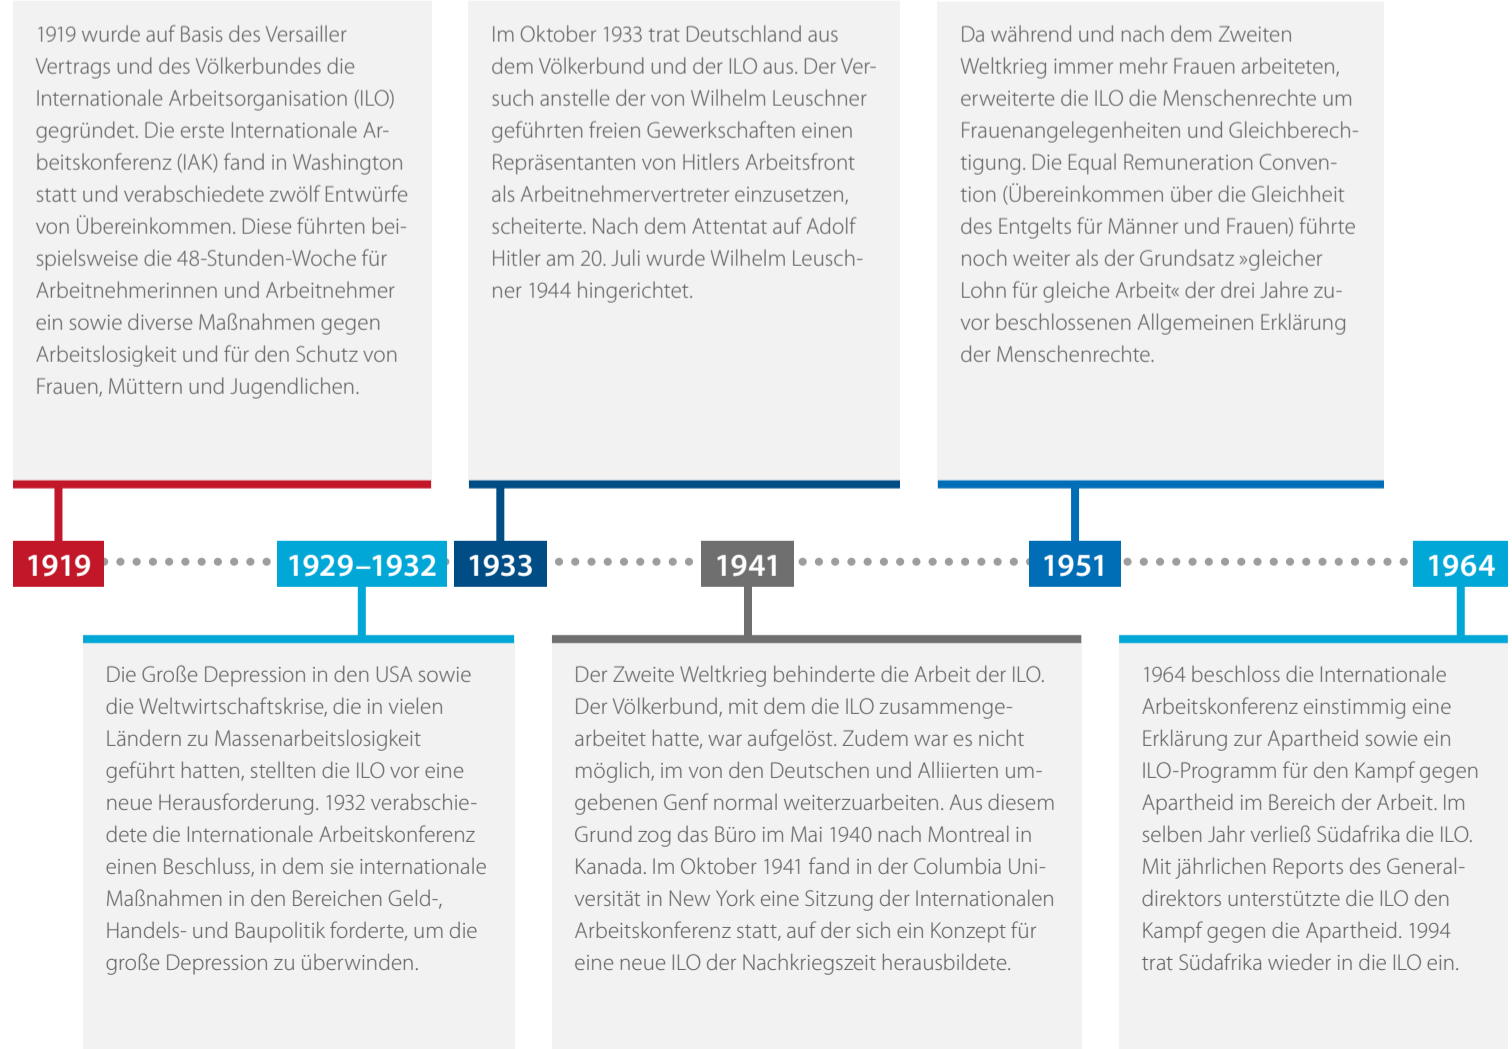 1919 wurde auf Basis des Versailler
Vertrags und des Völkerbundes die
Internationale Arbeitsorganisation (ILO)
gegründet. Die erste Internationale Ar-
beitskonferenz (IAK) fand in Washington
statt und verabschiedete zwölf Entwürfe
von Übereinkommen. Diese führten bei-
spielsweise die 48-Stunden-Woche für
Arbeitnehmerinnen und Arbeitnehmer
ein sowie diverse Maßnahmen gegen
Arbeitslosigkeit und für den Schutz von
Frauen, Müttern und Jugendlichen.
Im Oktober 1933 trat Deutschland aus
dem Völkerbund und der ILO aus. Der Ver-
such anstelle der von Wilhelm Leuschner
geführten freien Gewerkschaften einen
Repräsentanten von Hitlers Arbeitsfront
als Arbeitnehmervertreter einzusetzen,
scheiterte. Nach dem Attentat auf Adolf
Hitler am 20. Juli wurde Wilhelm Leusch-
ner 1944 hingerichtet.
Da während und nach dem Zweiten
Weltkrieg immer mehr Frauen arbeiteten,
erweiterte die ILO die Menschenrechte um
Frauenangelegenheiten und Gleichberech-
tigung. Die Equal Remuneration Conven-
tion (Übereinkommen über die Gleichheit
des Entgelts für Männer und Frauen) führte
noch weiter als der Grundsatz »gleicher
Lohn für gleiche Arbeit« der drei Jahre zu-
vor beschlossenen Allgemeinen Erklärung
der Menschenrechte.
1919
1929–1932
1933
1941
1951
1964
Die Große Depression in den USA sowie
die Weltwirtschaftskrise, die in vielen
Ländern zu Massenarbeitslosigkeit
geführt hatten, stellten die ILO vor eine
neue Herausforderung. 1932 verabschie-
dete die Internationale Arbeitskonferenz
einen Beschluss, in dem sie internationale
Maßnahmen in den Bereichen Geld-,
Handels- und Baupolitik forderte, um die
große Depression zu überwinden.
Der Zweite Weltkrieg behinderte die Arbeit der ILO.
Der Völkerbund, mit dem die ILO zusammenge-
arbeitet hatte, war aufgelöst. Zudem war es nicht
möglich, im von den Deutschen und Alliierten um-
gebenen Genf normal weiterzuarbeiten. Aus diesem
Grund zog das Büro im Mai 1940 nach Montreal in
Kanada. Im Oktober 1941 fand in der Columbia Uni-
versität in New York eine Sitzung der Internationalen
Arbeitskonferenz statt, auf der sich ein Konzept für
eine neue ILO der Nachkriegszeit herausbildete.
1964 beschloss die Internationale
Arbeitskonferenz einstimmig eine
Erklärung zur Apartheid sowie ein
ILO-Programm für den Kampf gegen
Apartheid im Bereich der Arbeit. Im
selben Jahr verließ Südafrika die ILO.
Mit jährlichen Reports des General-
direktors unterstützte die ILO den
Kampf gegen die Apartheid. 1994
trat Südafrika wieder in die ILO ein.